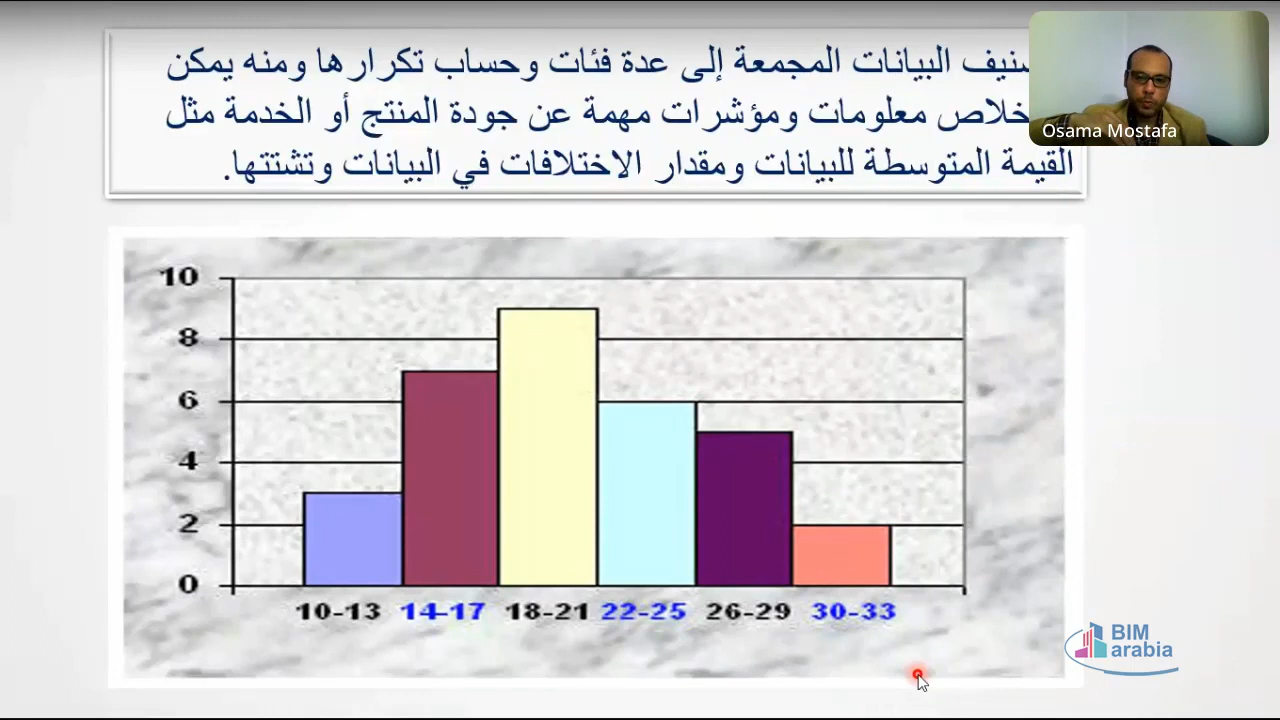 البيانات المجمعة إلى عدة فئات وحساب تكرارها ومنه يمكن
معلومات ومؤشرات مهمة عن جودة المنتج أو الخدمة مثل
القيمة المتوسطة للبيانات ومقدار الاختلافات في البيانات وتشتتها.
Osama Mostafa
10
8
6
4
2
0
10-13 14-17 18-21 22-25 26-29 30-33
BIM
arabia